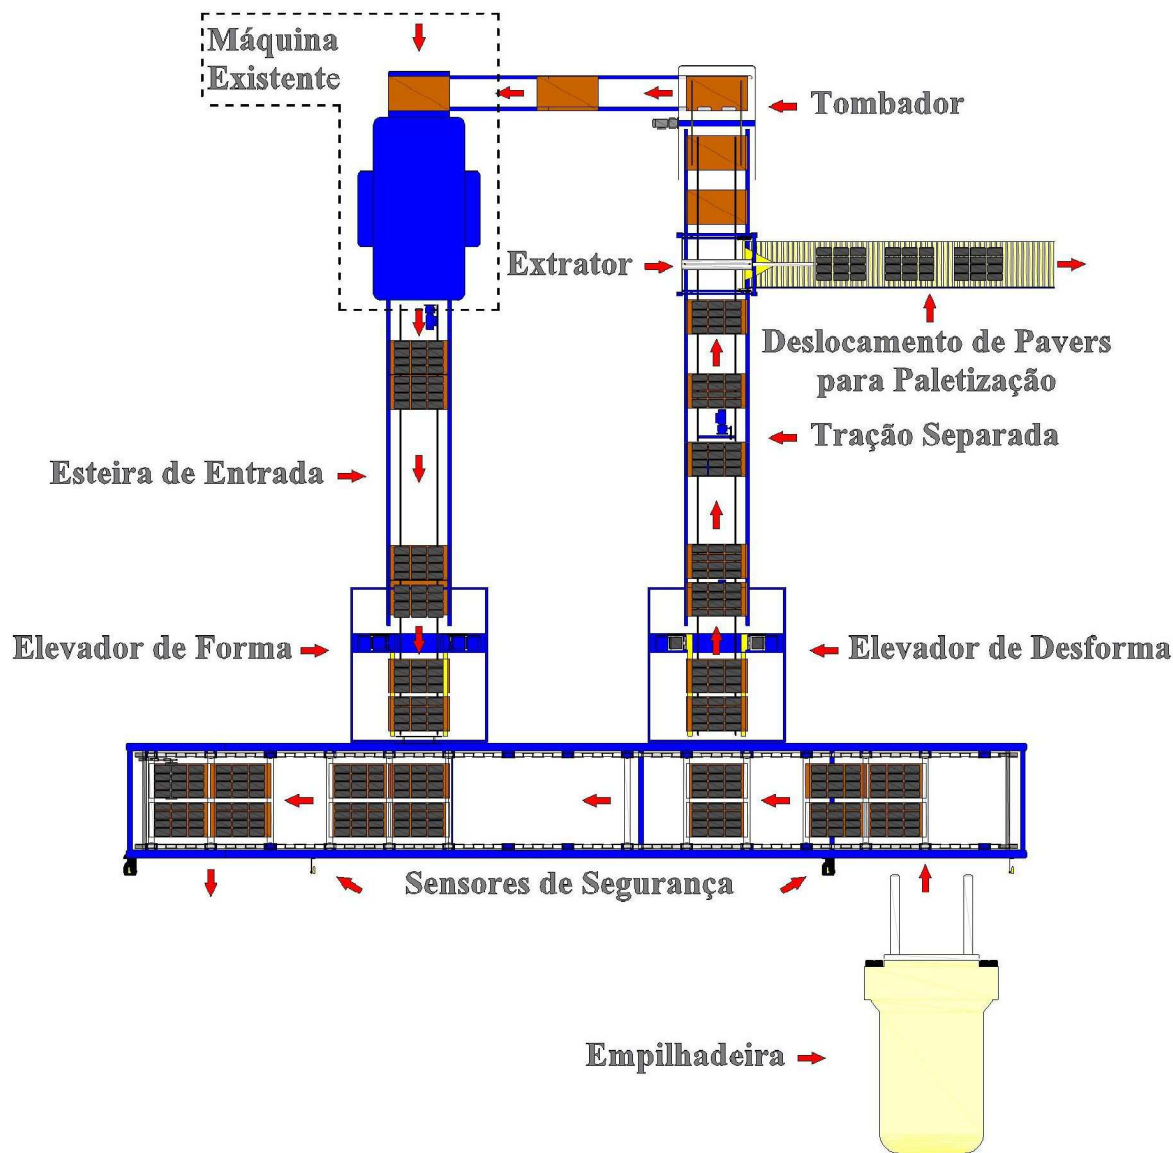 Máquina
Existente
Tombador
Extrator
Deslocamento de Pavers
para Paletização
Tração Separada
Esteira de Entrada
Elevador de Forma
Elevador de Desforma
Sensores de Segurança
Empilhadeira